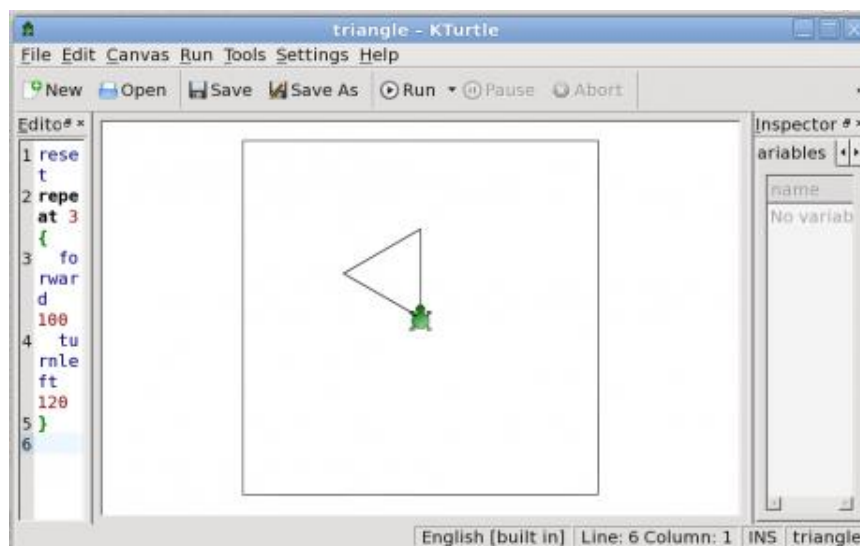 triangle – KTurtle
File Edit Canvas Run Tools Settings Help
New Open Save Save As Run Pause Abort
Edito
1 rese
t
2 repe
at 3
{
3 fo
rwar
d
100
4 tu
rnle
ft
120
5 }
6
Inspector
ariables
name
No variab
English [built in] Line: 6 Column: 1 INS triangle